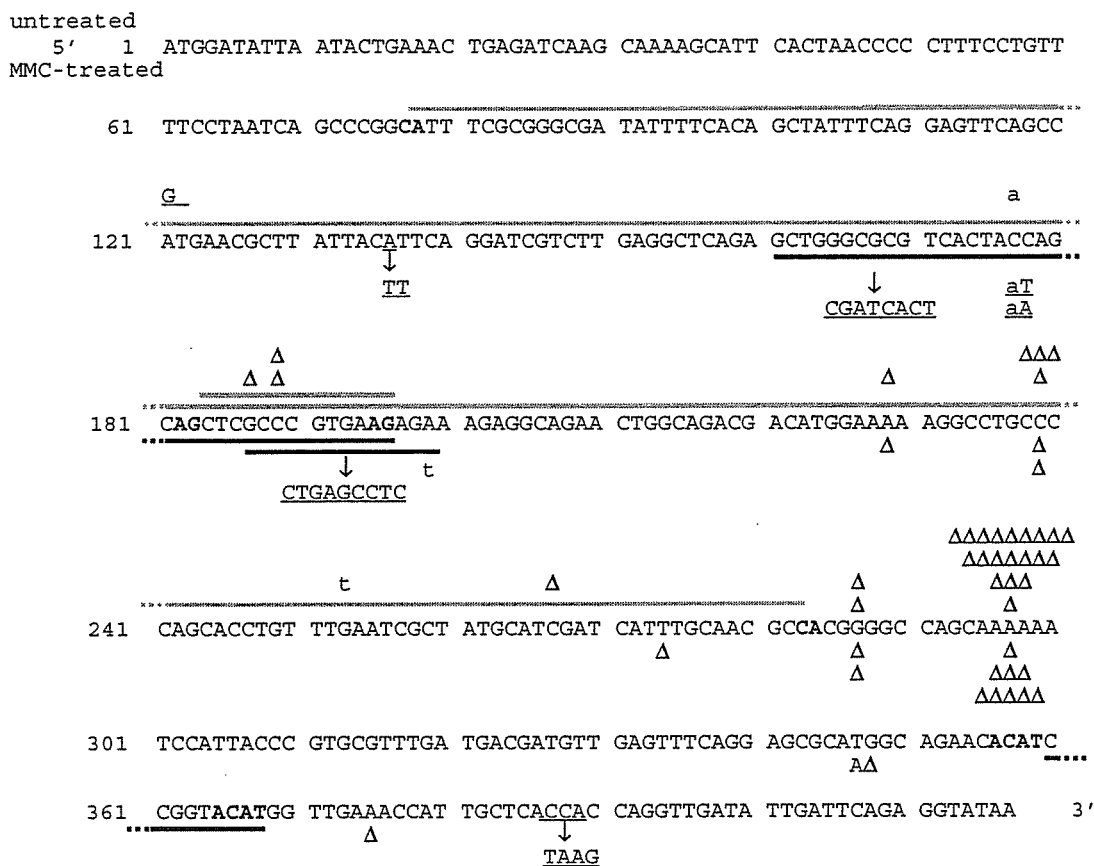 untreated
5′ 1 ATGGATATTA ATACTGAAAC TGAGATCAAG CAAAAGCATT CACTAACCCC CTTTCCTGTT
MMC-treated
61 TTCCTAATCA GCCCGGCATT TCGCGGGCGA TATTTTCACA GCTATTTCAG GAGTTCAGCC
G_ a
121 ATGAACGCTT ATTACATTCA GGATCGTCTT GAGGCTCAGA GCTGGGCGCG TCACTACCAG
↓ TT ↓ aT
CGATCACT aA
Δ ΔΔΔ
Δ Δ Δ Δ
181 CAGCTCGCCC GTGAAGAGAA AGAGGCAGAA CTGGCAGACG ACATGGAAAA AGGCCTGCCC
Δ Δ
↓ t Δ
CTGAGCCTC
ΔΔΔΔΔΔΔΔΔ
ΔΔΔΔΔΔΔ
t Δ Δ ΔΔΔ
Δ Δ
241 CAGCACCTGT TTGAATCGCT ATGCATCGAT CATTTGCAAC GCCACGGGGC CAGCAAAAAA
Δ Δ Δ
Δ ΔΔΔ
ΔΔΔΔΔ
301 TCCATTACCC GTGCGTTTGA TGACGATGTT GAGTTTCAGG AGCGCATGGC AGAACACATC
AΔ
361 CGGTACATGG TTGAAACCAT TGCTCACCAC CAGGTTGATA TTGATTCAGA GGTATAA 3′
Δ ↓
TAAG